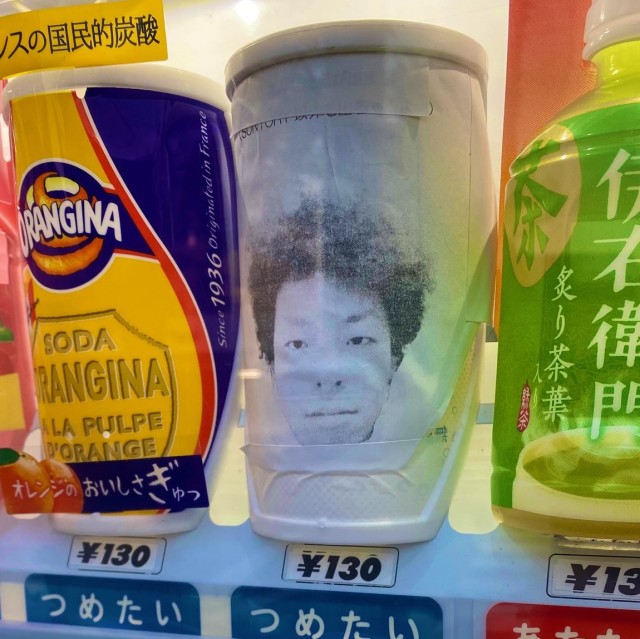 ンスの国民的炭酸
ORANGINA
Since 1936 Originated in France
SODA
ORANGINA
A LA PULPE
D'ORANGE
オレンジの おいしさ ぎゅっ
¥130
つめたい
¥130
つめたい
茶
伊右衛門
炙り茶葉
入り
¥13